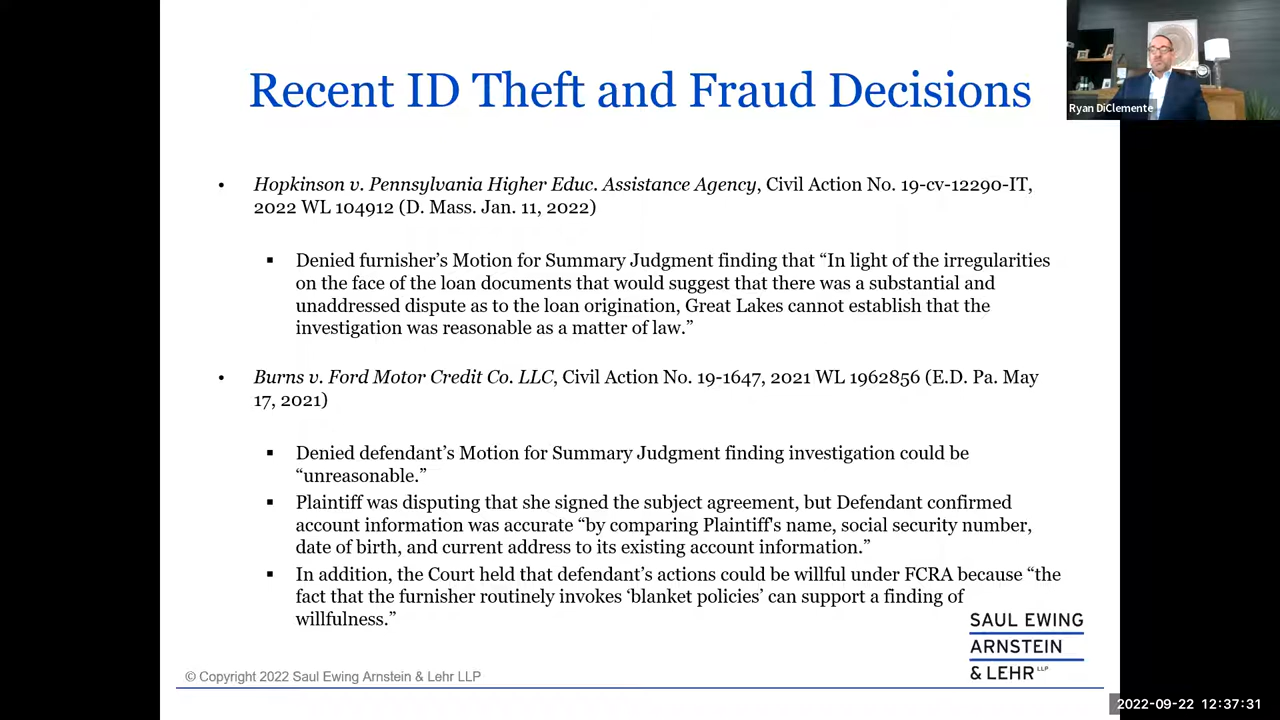 Recent ID Theft and Fraud Decisions
Ryan DiClemente
• Hopkinson v. Pennsylvania Higher Educ. Assistance Agency, Civil Action No. 19-cv-12290-IT,
2022 WL 104912 (D. Mass. Jan. 11, 2022)
▪ Denied furnisher’s Motion for Summary Judgment finding that “In light of the irregularities
on the face of the loan documents that would suggest that there was a substantial and
unaddressed dispute as to the loan origination, Great Lakes cannot establish that the
investigation was reasonable as a matter of law.”
• Burns v. Ford Motor Credit Co. LLC, Civil Action No. 19-1647, 2021 WL 1962856 (E.D. Pa. May
17, 2021)
▪ Denied defendant’s Motion for Summary Judgment finding investigation could be
“unreasonable.”
▪ Plaintiff was disputing that she signed the subject agreement, but Defendant confirmed
account information was accurate “by comparing Plaintiff's name, social security number,
date of birth, and current address to its existing account information.”
▪ In addition, the Court held that defendant’s actions could be willful under FCRA because “the
fact that the furnisher routinely invokes ‘blanket policies’ can support a finding of
willfulness.”
SAUL EWING
ARNSTEIN
& LEHR LLP
© Copyright 2022 Saul Ewing Arnstein & Lehr LLP
2022-09-22 12:37:31